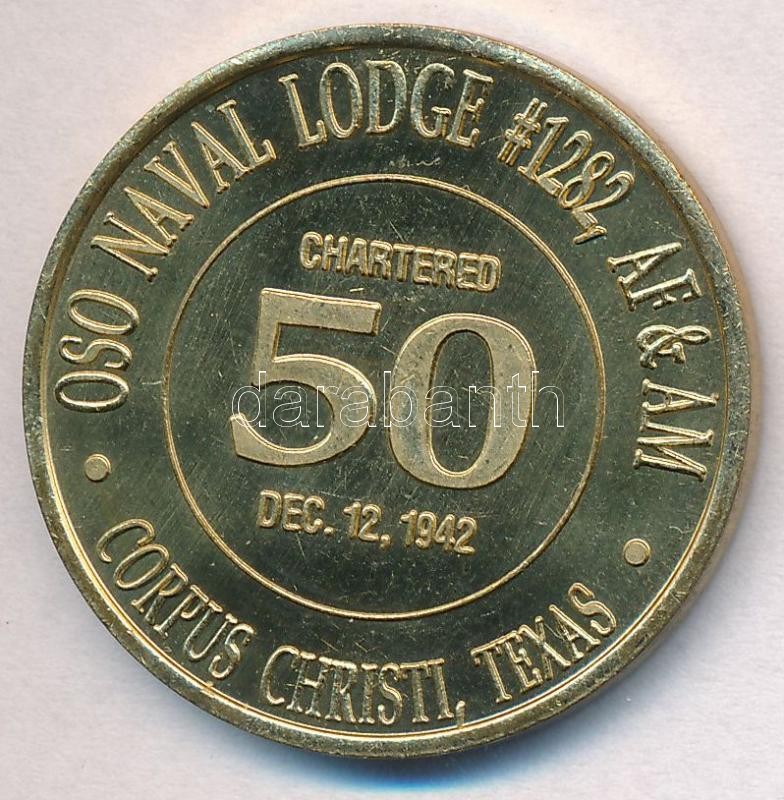 OSO NAVAL LODGE #1282, AF & AM
CHARTERED
50
darabanth
DEC. 12, 1942
CORPUS CHRISTI, TEXAS